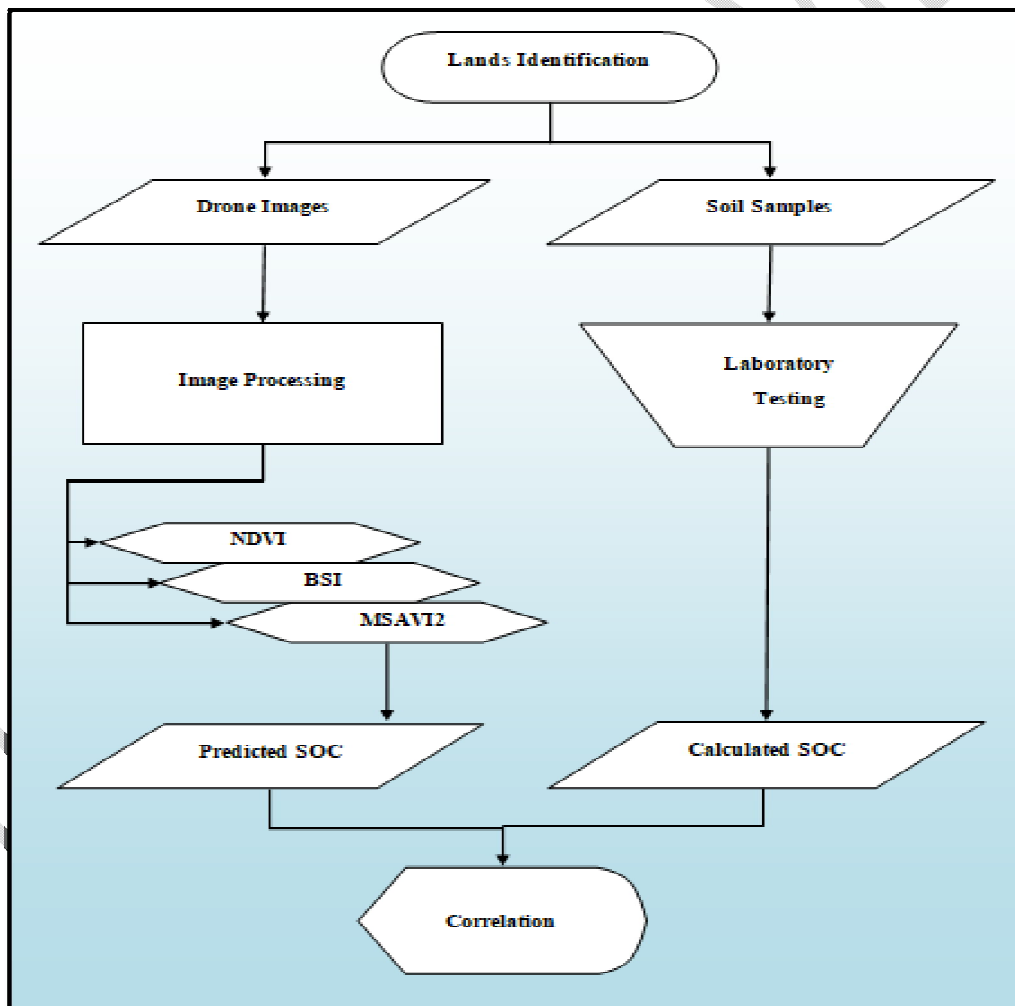 Lands Identification
Drone Images
Soil Samples
Image Processing
Laboratory
Testing
NDVI
BSI
MSAVI2
Predicted SOC
Calculated SOC
Correlation